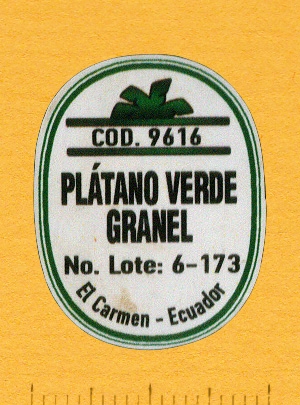 COD. 9616
PLÁTANO VERDE
GRANEL
No. Lote: 6-173
El Carmen - Ecuador